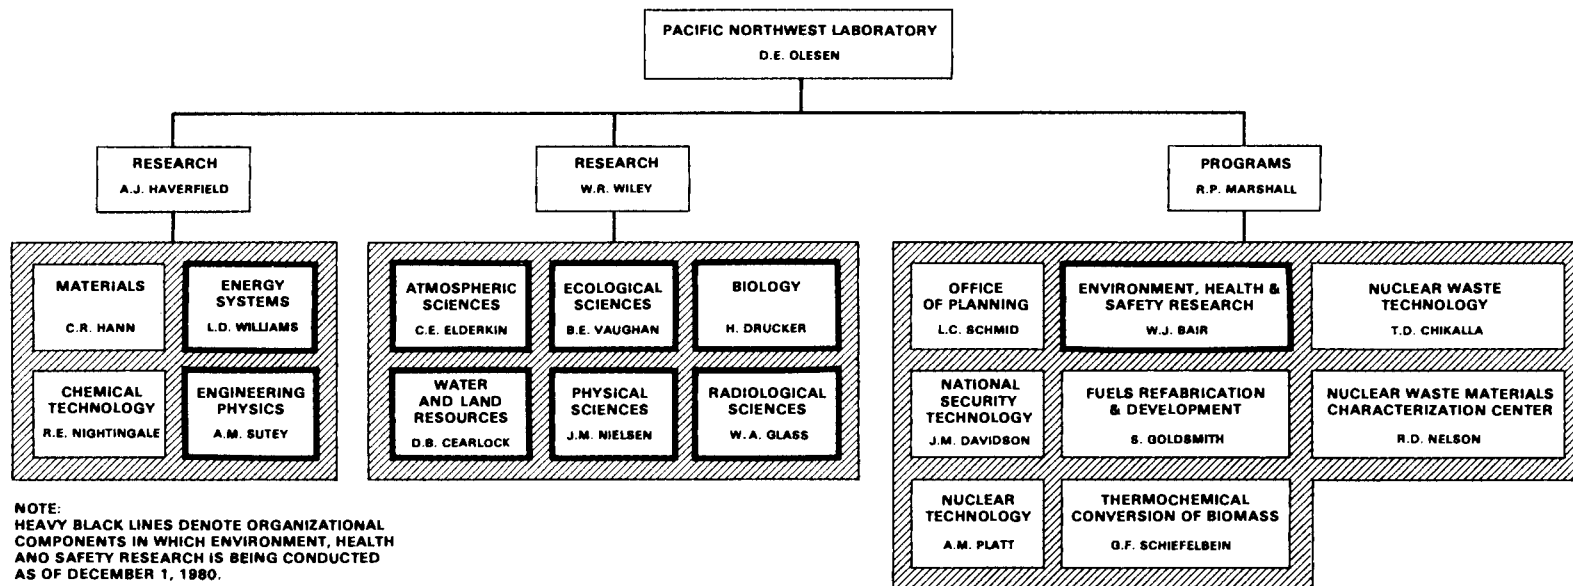 PACIFIC NORTHWEST LABORATORY
D.E. OLESEN
RESEARCH
A.J. HAVERFIELD
RESEARCH
W.R. WILEY
PROGRAMS
R.P. MARSHALL
MATERIALS
C.R. HANN
ENERGY
SYSTEMS
L.D. WILLIAMS
CHEMICAL
TECHNOLOGY
R.E. NIGHTINGALE
ENGINEERING
PHYSICS
A.M. SUTEY
ATMOSPHERIC
SCIENCES
C.E. ELDERKIN
ECOLOGICAL
SCIENCES
B.E. VAUGHAN
BIOLOGY
H. DRUCKER
WATER
AND LAND
RESOURCES
D.B. CEARLOCK
PHYSICAL
SCIENCES
J.M. NIELSEN
RADIOLOGICAL
SCIENCES
W.A. GLASS
OFFICE
OF PLANNING
L.C. SCHMID
ENVIRONMENT, HEALTH &
SAFETY RESEARCH
W.J. BAIR
NUCLEAR WASTE
TECHNOLOGY
T.D. CHIKALLA
NATIONAL
SECURITY
TECHNOLOGY
J.M. DAVIDSON
FUELS REFABRICATION
& DEVELOPMENT
S. GOLDSMITH
NUCLEAR WASTE MATERIALS
CHARACTERIZATION CENTER
R.D. NELSON
NUCLEAR
TECHNOLOGY
A.M. PLATT
THERMOCHEMICAL
CONVERSION OF BIOMASS
G.F. SCHIEFELBEIN
NOTE:
HEAVY BLACK LINES DENOTE ORGANIZATIONAL
COMPONENTS IN WHICH ENVIRONMENT, HEALTH
AND SAFETY RESEARCH IS BEING CONDUCTED
AS OF DECEMBER 1, 1980.